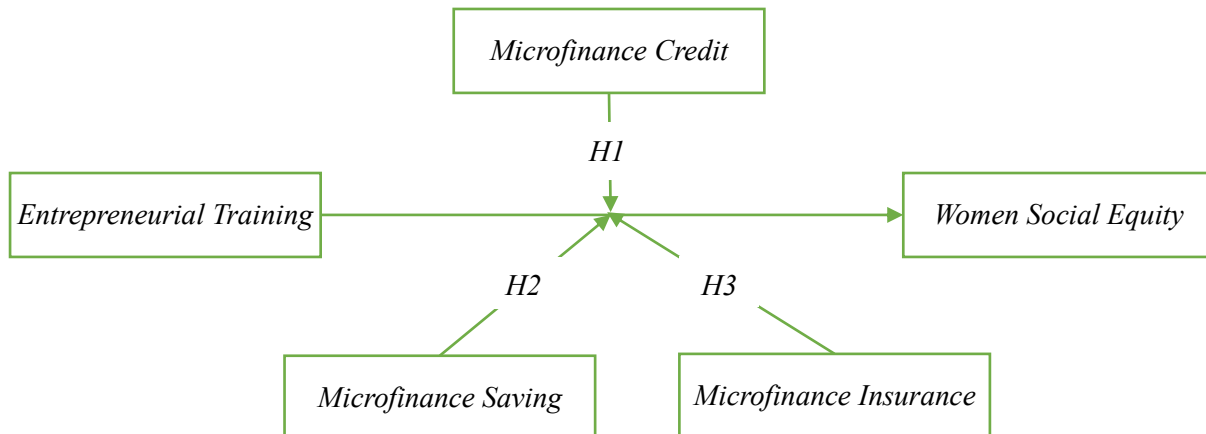 Microfinance Credit
H1
Entrepreneurial Training
Women Social Equity
H2
H3
Microfinance Saving
Microfinance Insurance